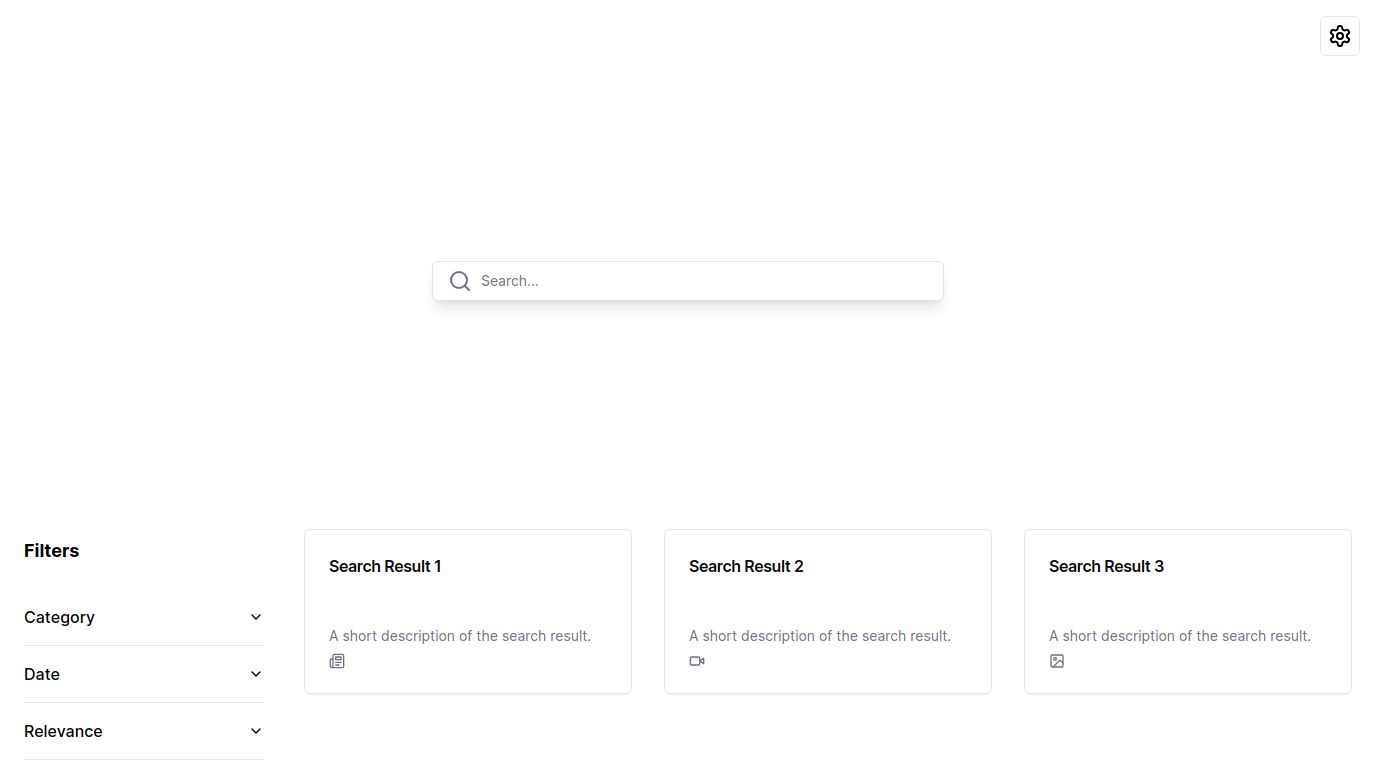 Search...
Filters
Category
Date
Relevance
Search Result 1
A short description of the search result.
Search Result 2
A short description of the search result.
Search Result 3
A short description of the search result.